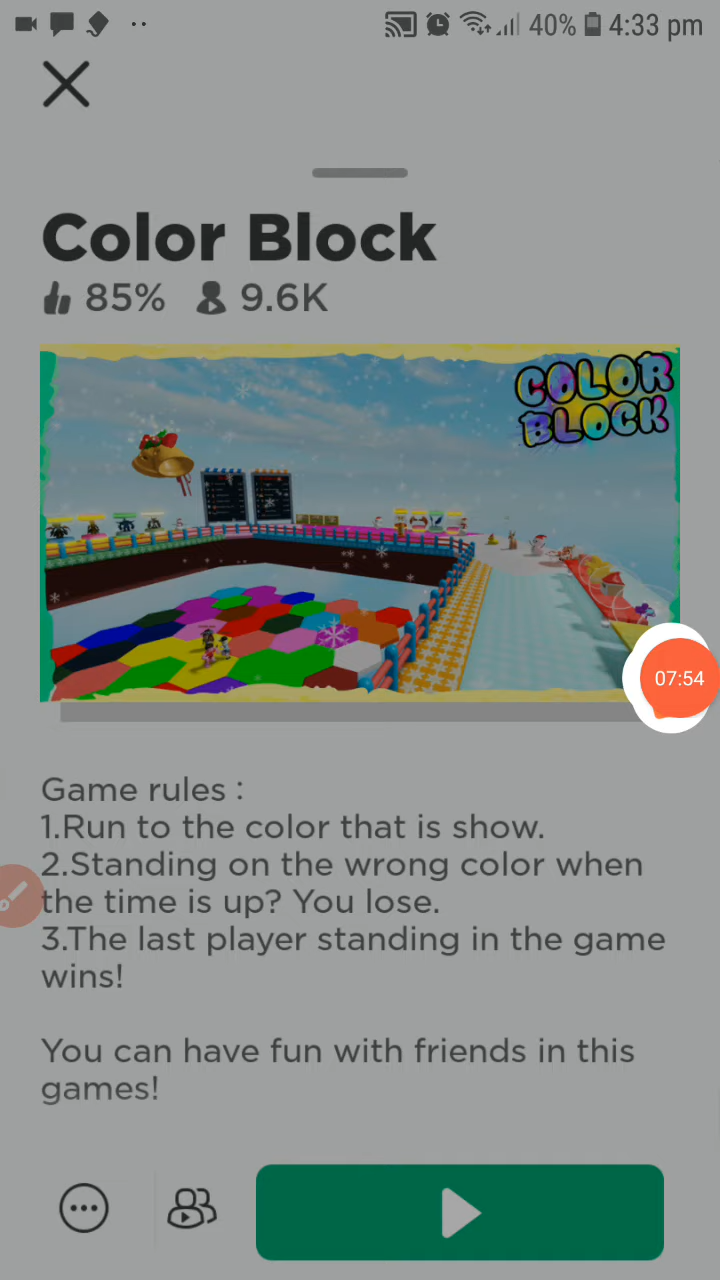 40% 4:33 pm
Color Block
85% 9.6K
COLOR
BLOCK
07:54
Game rules :
1.Run to the color that is show.
2.Standing on the wrong color when
the time is up? You lose.
3.The last player standing in the game
wins!
You can have fun with friends in this
games!